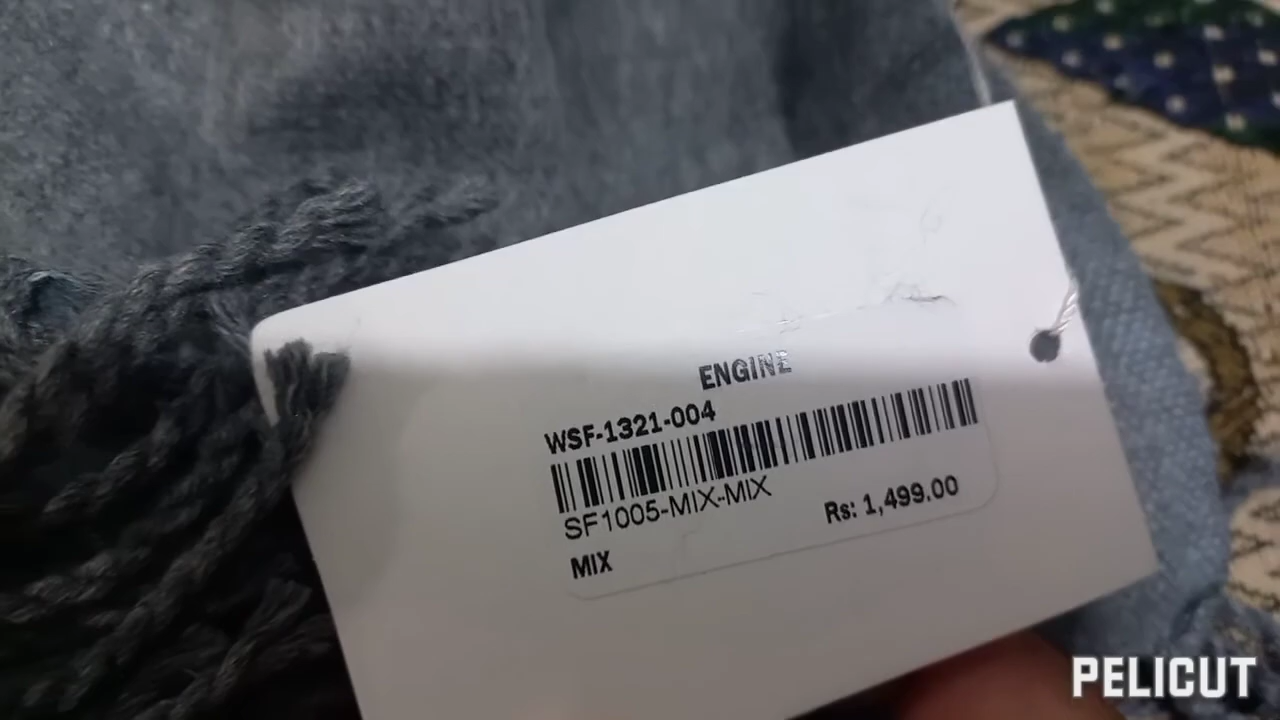 ENGINE
WSF-1321-004
SF1005-MIX-MIX
Rs: 1,499.00
MIX
PELICUT